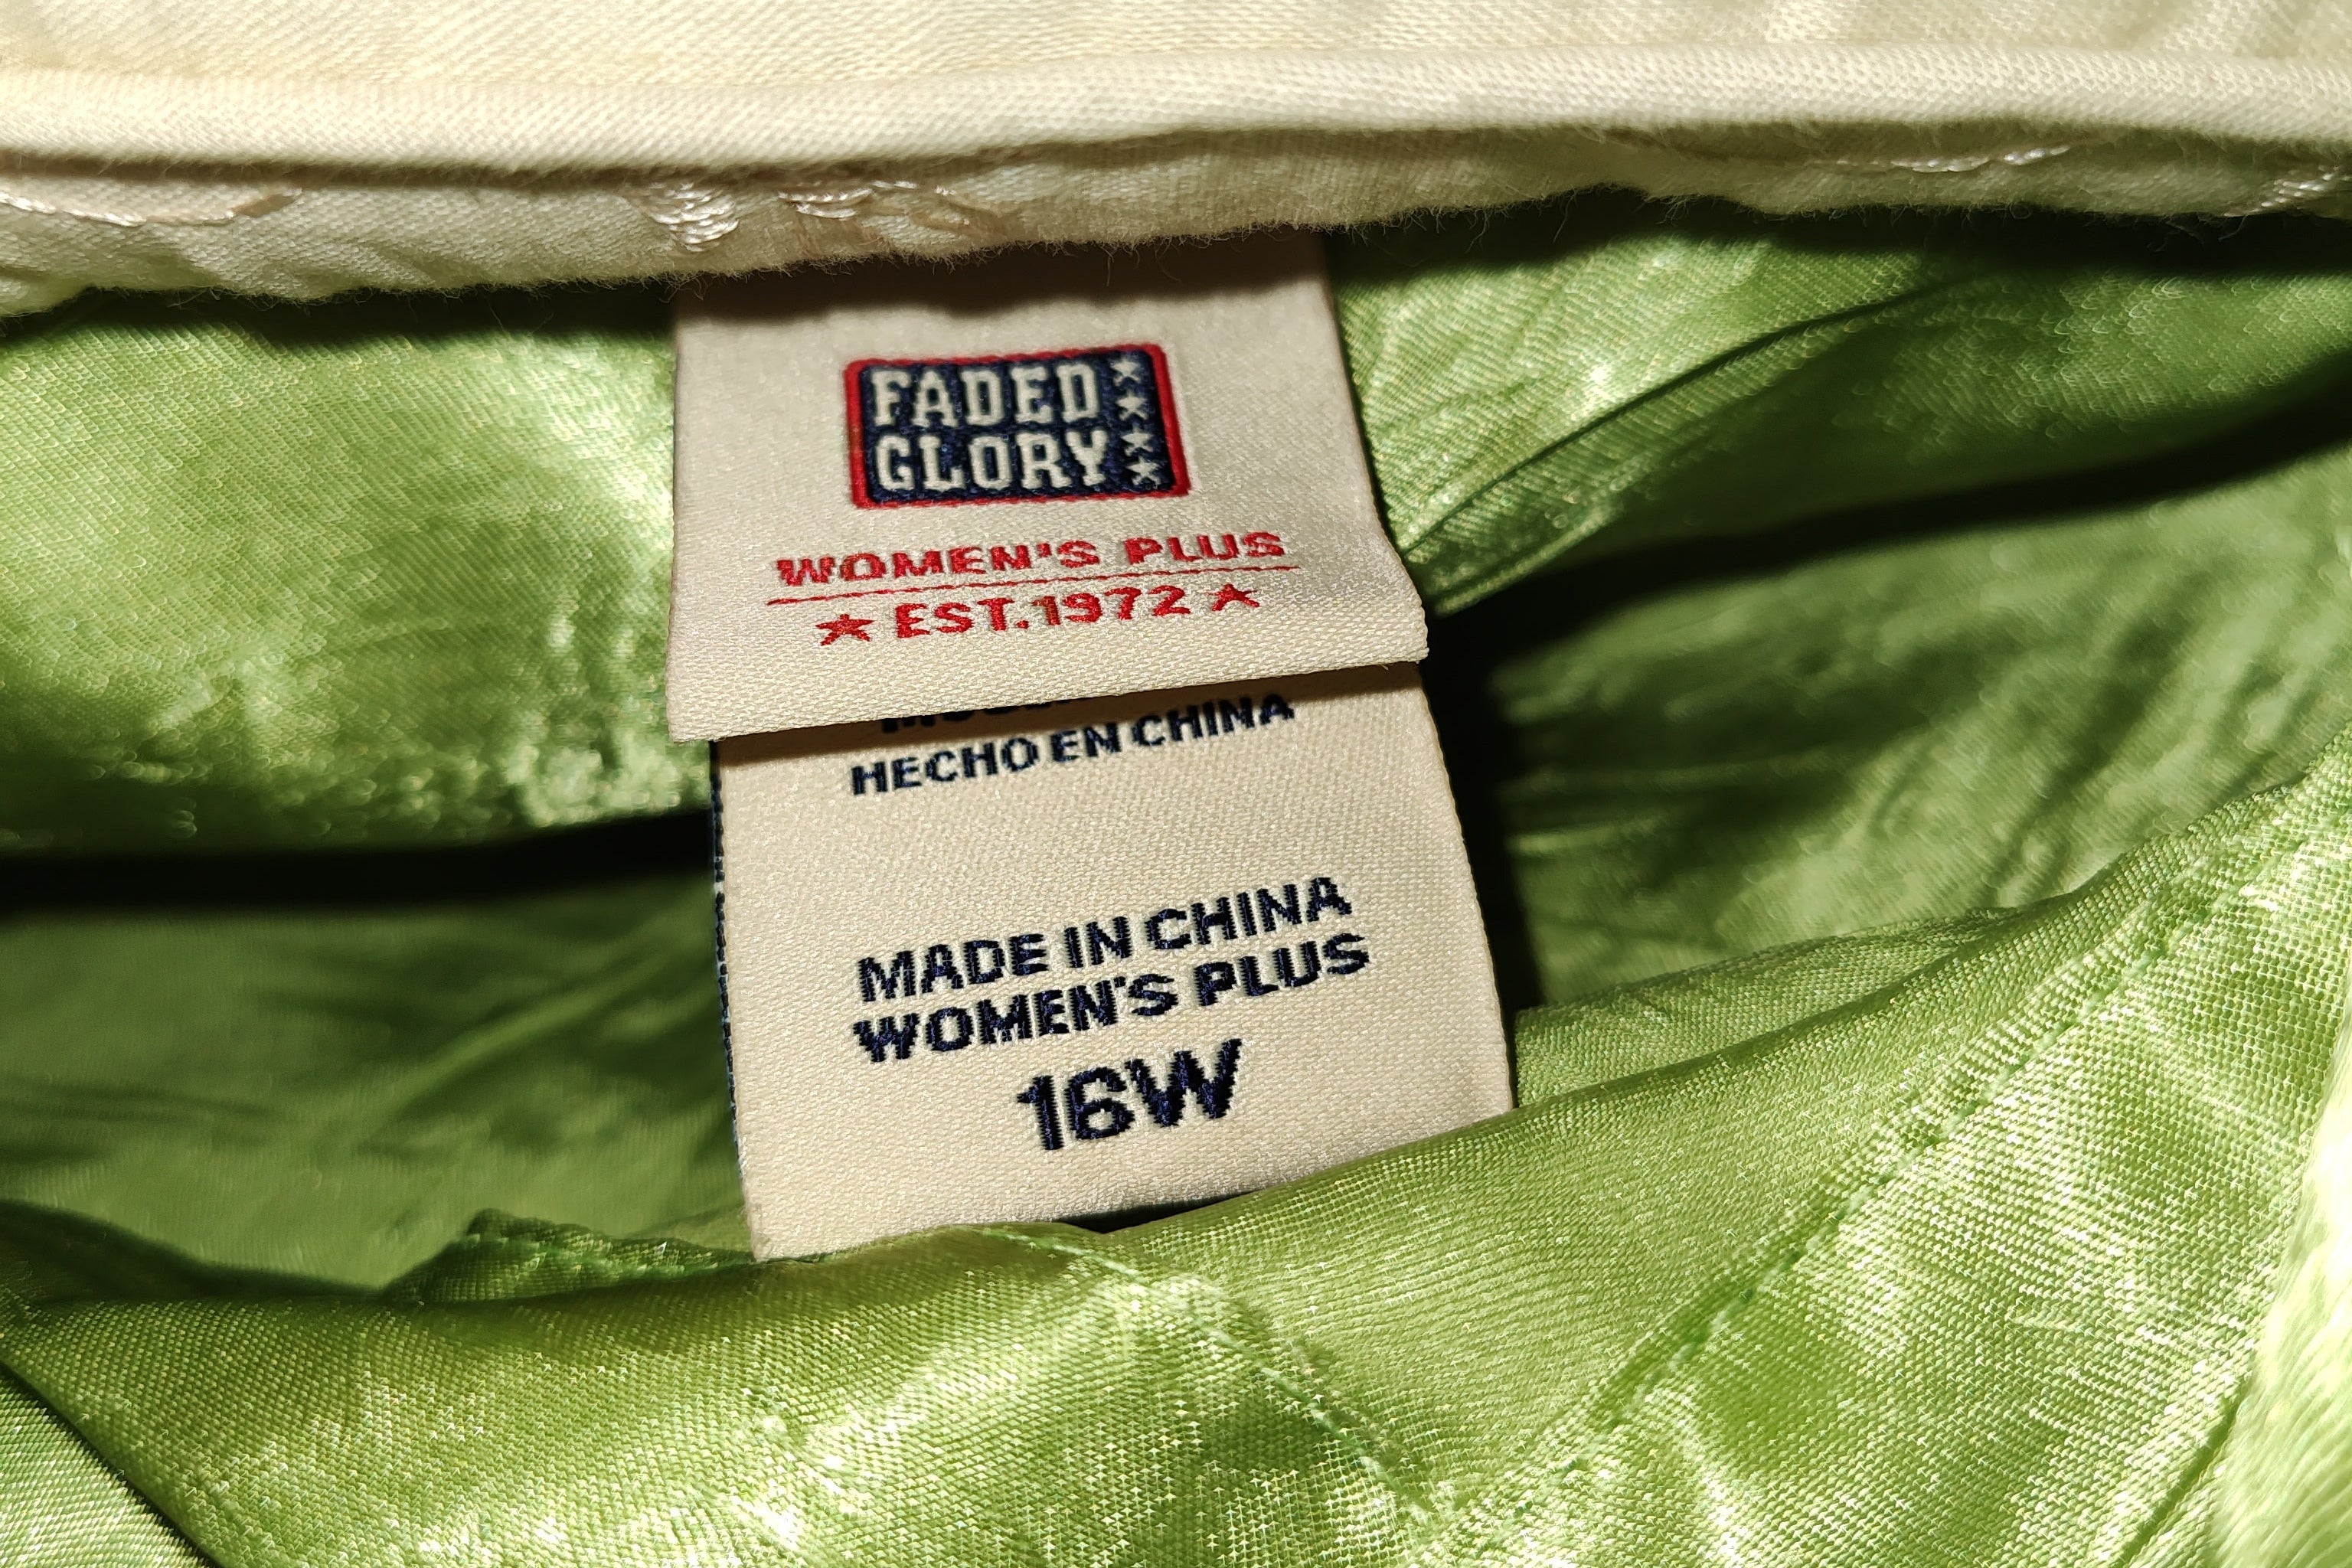 FADED
GLORY
WOMEN'S PLUS
EST.1972
HECHO EN CHINA
MADE IN CHINA
WOMEN'S PLUS
16W